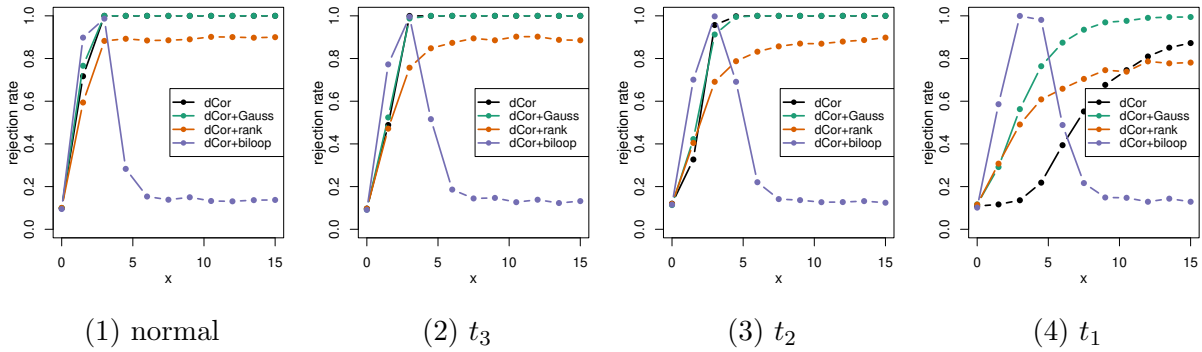 rejection rate
0.0 0.2 0.4 0.6 0.8 1.0
dCor
dCor+Gauss
dCor+rank
dCor+biloop
0 5 10 15
x
(1) normal
rejection rate
0.0 0.2 0.4 0.6 0.8 1.0
dCor
dCor+Gauss
dCor+rank
dCor+biloop
0 5 10 15
x
(2) t₃
rejection rate
0.0 0.2 0.4 0.6 0.8 1.0
dCor
dCor+Gauss
dCor+rank
dCor+biloop
0 5 10 15
x
(3) t₂
rejection rate
0.0 0.2 0.4 0.6 0.8 1.0
dCor
dCor+Gauss
dCor+rank
dCor+biloop
0 5 10 15
x
(4) t₁